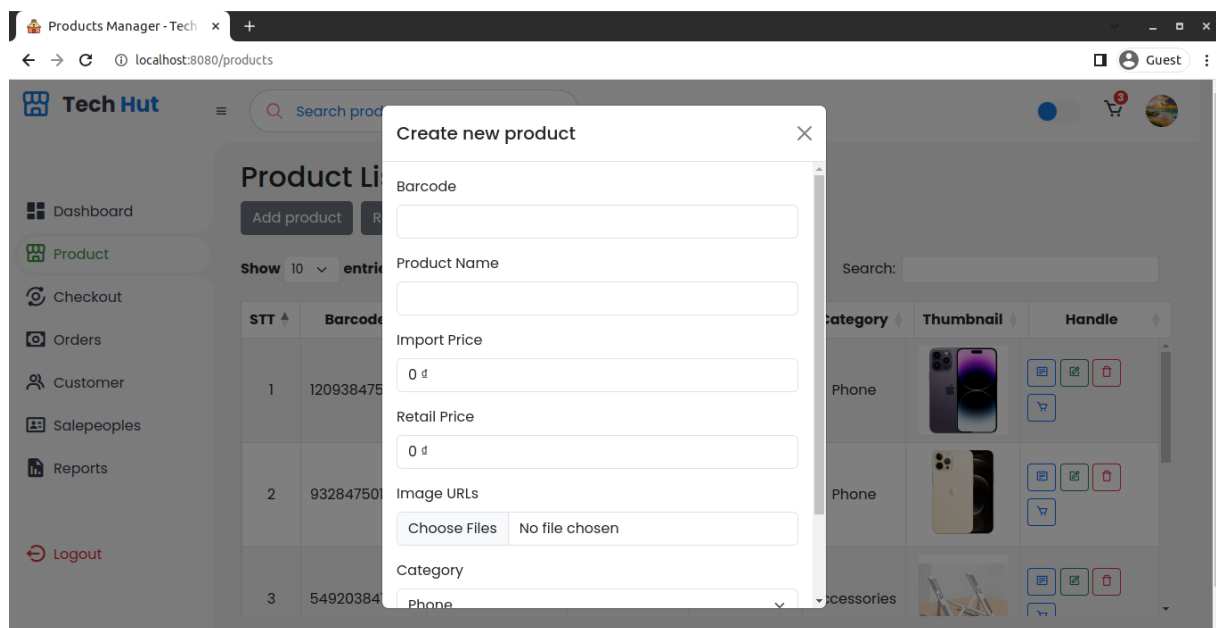 Products Manager - Tech
localhost:8080/products
Guest
Tech Hut
Search prod
3
Create new product
Product Li
Add product
R
Show 10 entrie
Search:
STT
Barcode
Category
Thumbnail
Handle
1
120938475
Phone
2
932847501
Phone
3
54920384
ccessories
Dashboard
Product
Checkout
Orders
Customer
Salepeoples
Reports
Logout
Barcode
Product Name
Import Price
0 ₫
Retail Price
0 ₫
Image URLs
Choose Files No file chosen
Category
Phone